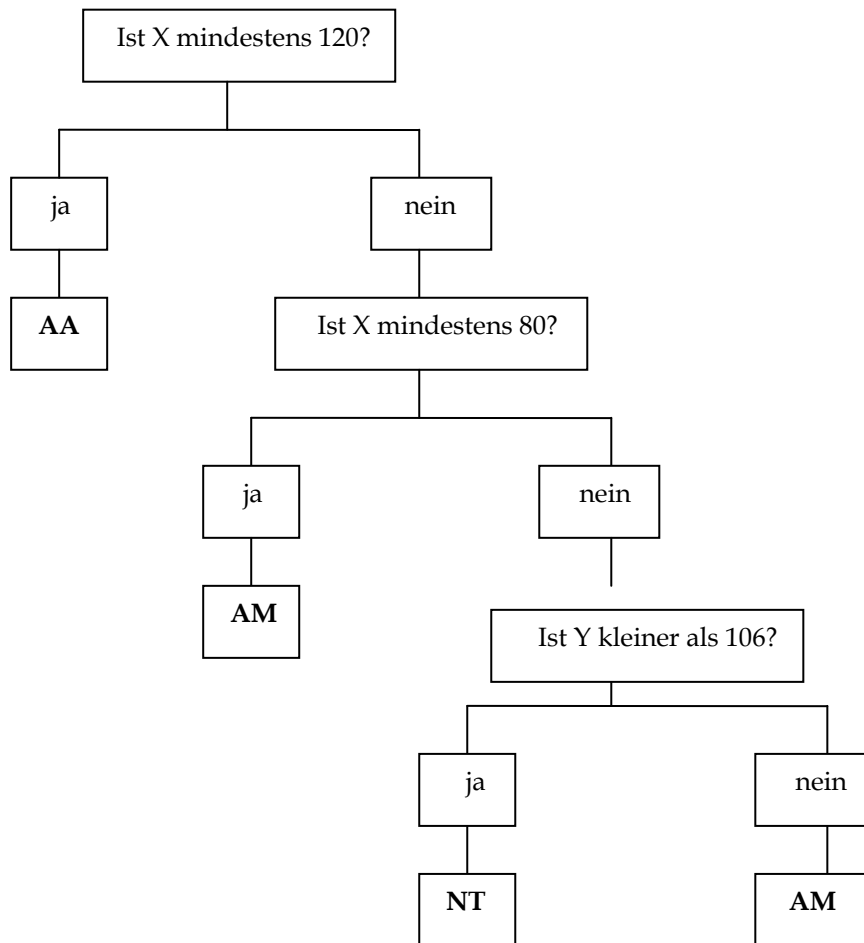 Ist X mindestens 120?
ja
nein
AA
Ist X mindestens 80?
ja
nein
AM
Ist Y kleiner als 106?
ja
nein
NT
AM